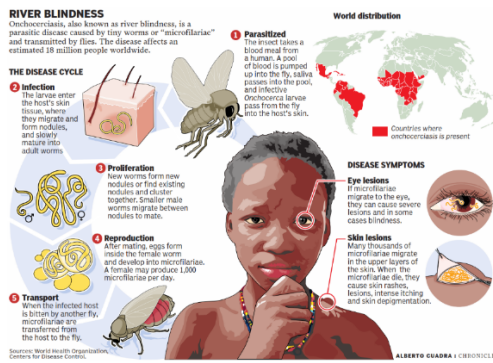 RIVER BLINDNESS
Onchocerciasis, also known as river blindness, is a
parasitic disease caused by tiny worms or "microfilariae"
and transmitted by flies. The disease affects an
estimated 18 million people worldwide.
THE DISEASE CYCLE
1 Parasitized
The insect takes a
blood meal from
a human. A pool
of blood is pumped
up into the fly, saliva
passes into the pool,
and infective
Onchocerca larvae
pass from the fly
into the host's skin.
2 Infection
The larvae enter
the host's skin
tissue, where
they migrate and
form nodules,
and slowly
mature into
adult worms
3 Proliferation
New worms form new
nodules or find existing
nodules and cluster
together. Smaller male
worms migrate between
nodules to mate.
♂
♀
4 Reproduction
After mating, eggs form
inside the female worm
and develop into microfilariae.
A female may produce 1,000
microfilariae per day.
5 Transport
When the infected host
is bitten by another fly,
microfilariae are
transferred from
the host to the fly.
World distribution
Countries where
onchocerciasis is present
DISEASE SYMPTOMS
Eye lesions
If microfilariae
migrate to the eye,
they can cause severe
lesions and in some
cases blindness.
Skin lesions
Many thousands of
microfilariae migrate
in the upper layers of
the skin. When the
microfilariae die, they
cause skin rashes,
lesions, intense itching
and skin depigmentation.
Sources: World Health Organization,
Centers for Disease Control.
ALBERTO CUADRA : CHRONICL